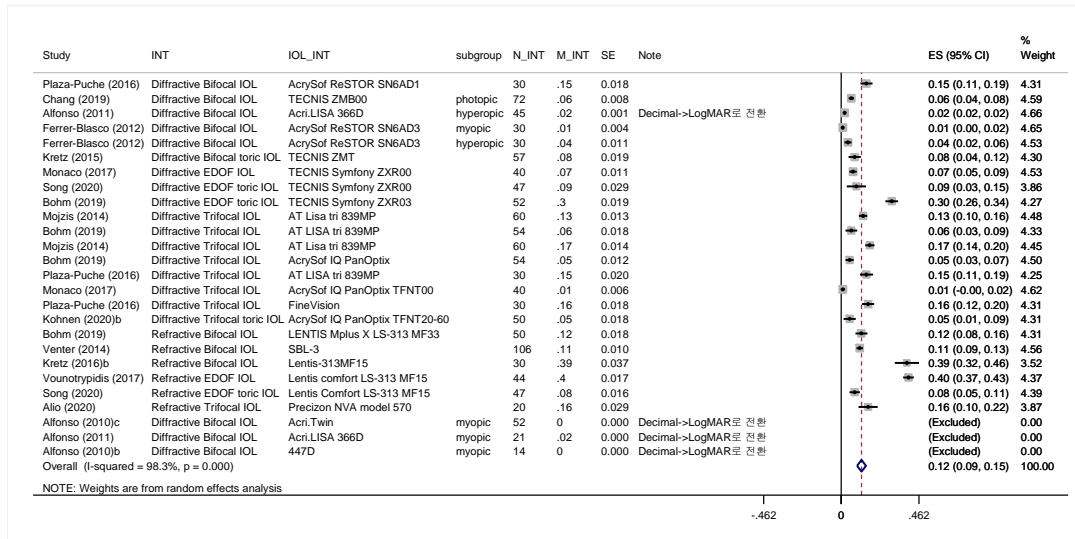 %
Study INT IOL_INT subgroup N_INT M_INT SE Note ES (95% CI) Weight
Plaza-Puche (2016) Diffractive Bifocal IOL AcrySof ReSTOR SN6AD1 30 .15 0.018 0.15 (0.11, 0.19) 4.31
Chang (2019) Diffractive Bifocal IOL TECNIS ZMB00 photopic 72 .06 0.008 0.06 (0.04, 0.08) 4.59
Alfonso (2011) Diffractive Bifocal IOL Acri.LISA 366D hyperopic 45 .02 0.001 Decimal->LogMAR로 전환 0.02 (0.02, 0.02) 4.66
Ferrer-Blasco (2012) Diffractive Bifocal IOL AcrySof ReSTOR SN6AD3 myopic 30 .01 0.004 0.01 (0.00, 0.02) 4.65
Ferrer-Blasco (2012) Diffractive Bifocal IOL AcrySof ReSTOR SN6AD3 hyperopic 30 .04 0.011 0.04 (0.02, 0.06) 4.53
Kretz (2015) Diffractive Bifocal toric IOL TECNIS ZMT 57 .08 0.019 0.08 (0.04, 0.12) 4.30
Monaco (2017) Diffractive EDOF IOL TECNIS Symfony ZXR00 40 .07 0.011 0.07 (0.05, 0.09) 4.53
Song (2020) Diffractive EDOF toric IOL TECNIS Symfony ZXR00 47 .09 0.029 0.09 (0.03, 0.15) 3.86
Bohm (2019) Diffractive EDOF toric IOL TECNIS Symfony ZXR03 52 .3 0.019 0.30 (0.26, 0.34) 4.27
Mojzis (2014) Diffractive Trifocal IOL AT Lisa tri 839MP 60 .13 0.013 0.13 (0.10, 0.16) 4.48
Bohm (2019) Diffractive Trifocal IOL AT LISA tri 839MP 54 .06 0.018 0.06 (0.03, 0.09) 4.33
Mojzis (2014) Diffractive Trifocal IOL AT Lisa tri 839MP 60 .17 0.014 0.17 (0.14, 0.20) 4.45
Bohm (2019) Diffractive Trifocal IOL AcrySof IQ PanOptix 54 .05 0.012 0.05 (0.03, 0.07) 4.50
Plaza-Puche (2016) Diffractive Trifocal IOL AT LISA tri 839MP 30 .15 0.020 0.15 (0.11, 0.19) 4.25
Monaco (2017) Diffractive Trifocal IOL AcrySof IQ PanOptix TFNT00 40 .01 0.006 0.01 (-0.00, 0.02) 4.62
Plaza-Puche (2016) Diffractive Trifocal IOL FineVision 30 .16 0.018 0.16 (0.12, 0.20) 4.31
Kohnen (2020)b Diffractive Trifocal toric IOL AcrySof IQ PanOptix TFNT20-60 50 .05 0.018 0.05 (0.01, 0.09) 4.31
Bohm (2019) Refractive Bifocal IOL LENTIS Mplus X LS-313 MF33 50 .12 0.018 0.12 (0.08, 0.16) 4.31
Venter (2014) Refractive Bifocal IOL SBL-3 106 .11 0.010 0.11 (0.09, 0.13) 4.56
Kretz (2016)b Refractive Bifocal IOL Lentis-313MF15 30 .39 0.037 0.39 (0.32, 0.46) 3.52
Vounotrypidis (2017) Refractive EDOF IOL Lentis comfort LS-313 MF15 44 .4 0.017 0.40 (0.37, 0.43) 4.37
Song (2020) Refractive EDOF toric IOL Lentis Comfort LS-313 MF15 47 .08 0.016 0.08 (0.05, 0.11) 4.39
Alio (2020) Refractive Trifocal IOL Precizon NVA model 570 20 .16 0.029 0.16 (0.10, 0.22) 3.87
Alfonso (2010)c Diffractive Bifocal IOL Acri.Twin myopic 52 0 0.000 Decimal->LogMAR로 전환 (Excluded) 0.00
Alfonso (2011) Diffractive Bifocal IOL Acri.LISA 366D myopic 21 .02 0.000 Decimal->LogMAR로 전환 (Excluded) 0.00
Alfonso (2010)b Diffractive Bifocal IOL 447D myopic 14 0 0.000 Decimal->LogMAR로 전환 (Excluded) 0.00
Overall (I-squared = 98.3%, p = 0.000) 0.12 (0.09, 0.15) 100.00
NOTE: Weights are from random effects analysis
-.462 0 .462